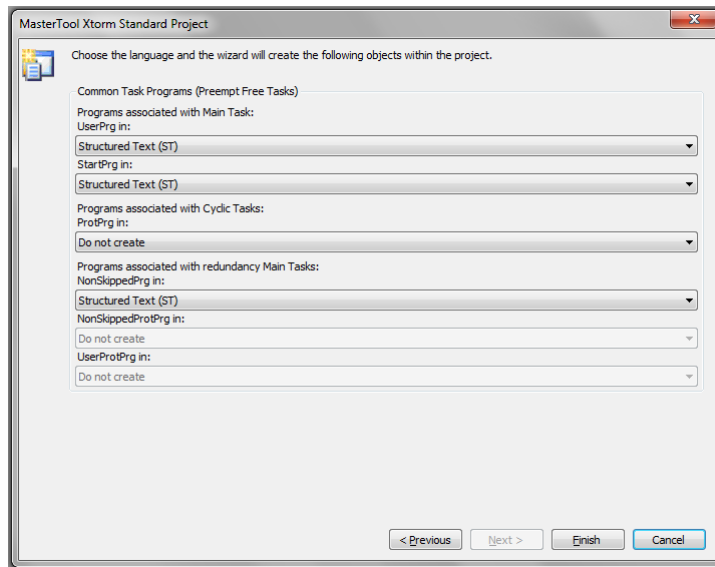 MasterTool Xtorm Standard Project
Choose the language and the wizard will create the following objects within the project.
Common Task Programs (Preempt Free Tasks)
Programs associated with Main Task:
UserPrg in:
Structured Text (ST)
StartPrg in:
Structured Text (ST)
Programs associated with Cyclic Tasks:
ProtPrg in:
Do not create
Programs associated with redundancy Main Tasks:
NonSkippedPrg in:
Structured Text (ST)
NonSkippedProtPrg in:
Do not create
UserProtPrg in:
Do not create
< Previous Next > Finish Cancel